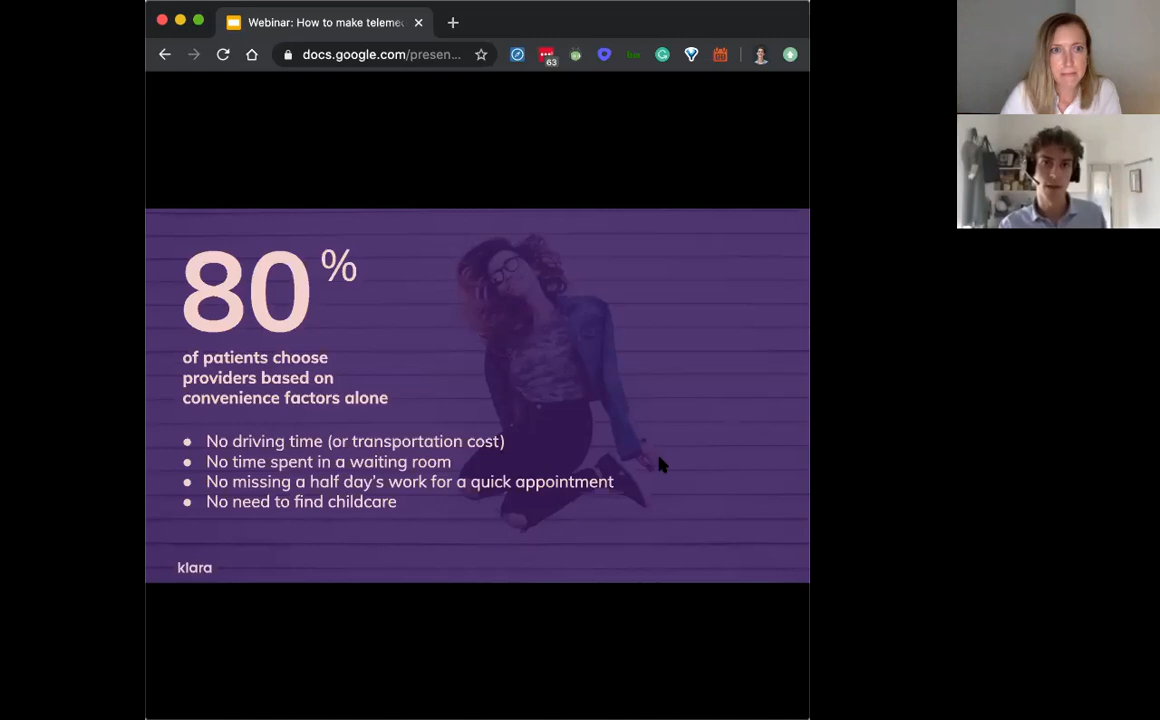 Webinar: How to make teleme
docs.google.com/presen...
63
80%
of patients choose
providers based on
convenience factors alone
● No driving time (or transportation cost)
● No time spent in a waiting room
● No missing a half day's work for a quick appointment
● No need to find childcare
klara